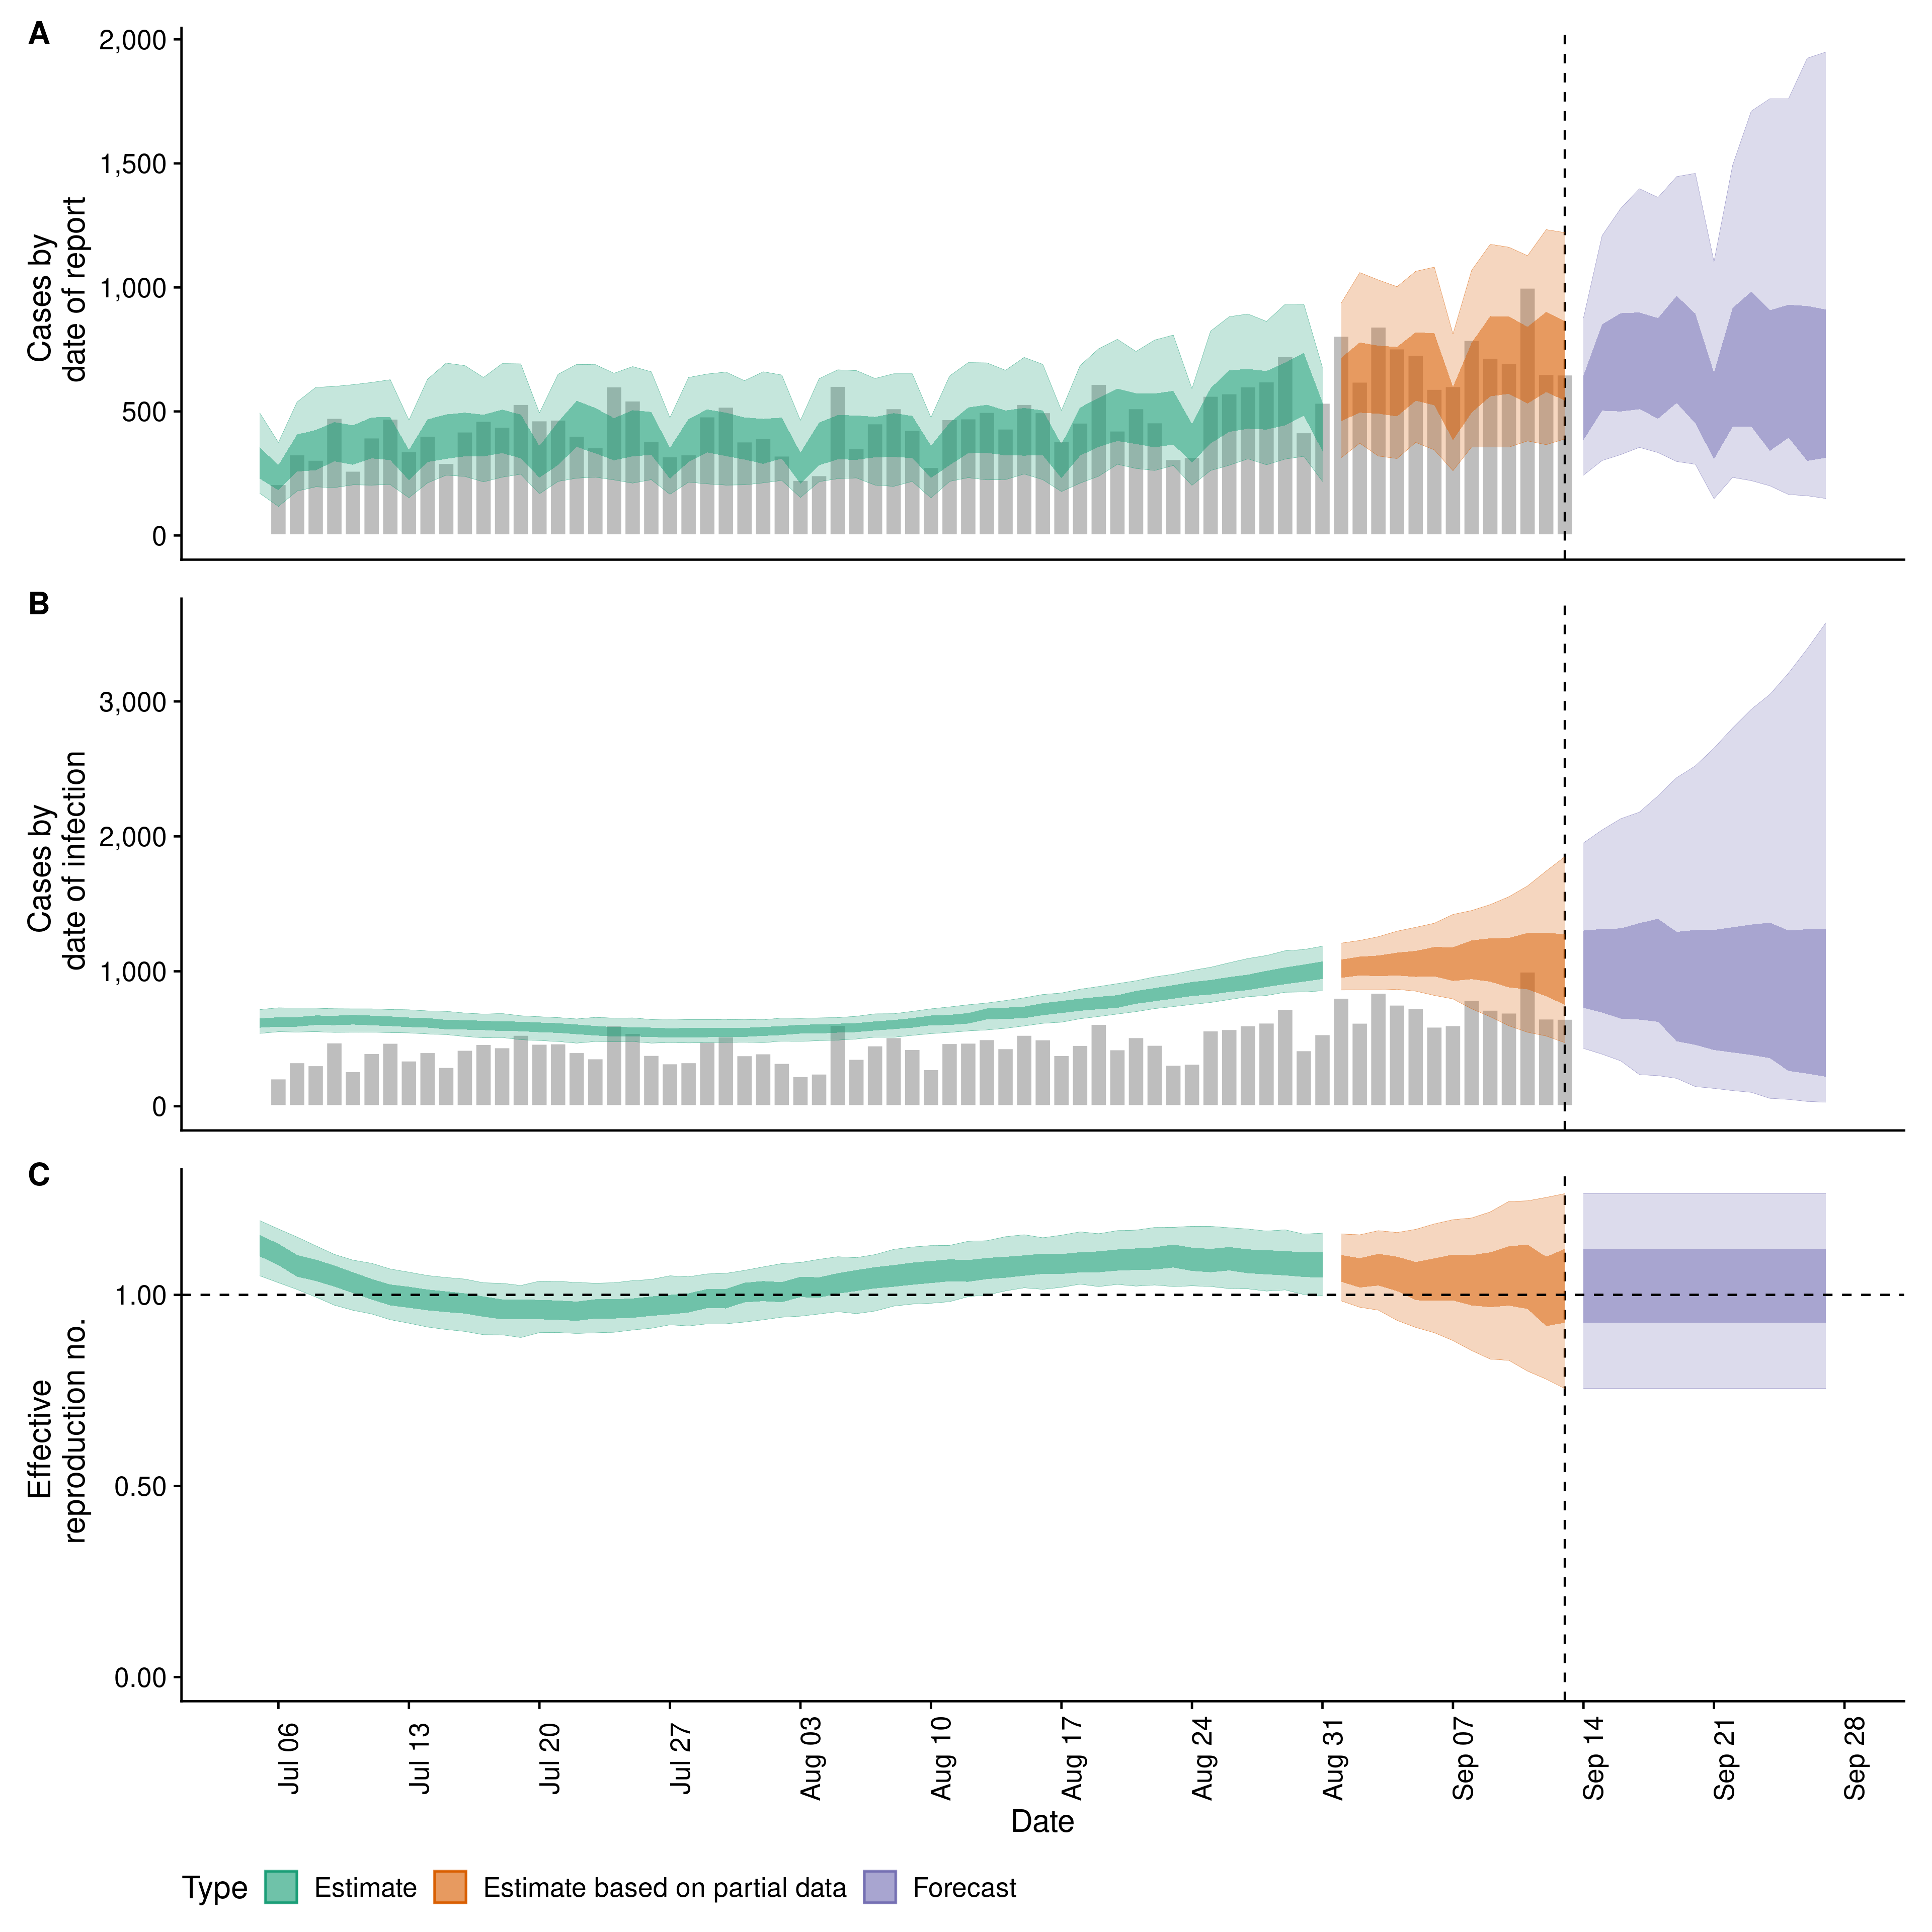 A
2,000
1,500
1,000
500
0
Cases by
date of report
B
3,000
2,000
1,000
0
Cases by
date of infection
C
1.00
0.50
0.00
Effective
reproduction no.
Jul 06
Jul 13
Jul 20
Jul 27
Aug 03
Aug 10
Aug 17
Aug 24
Aug 31
Sep 07
Sep 14
Sep 21
Sep 28
Date
Type Estimate Estimate based on partial data Forecast